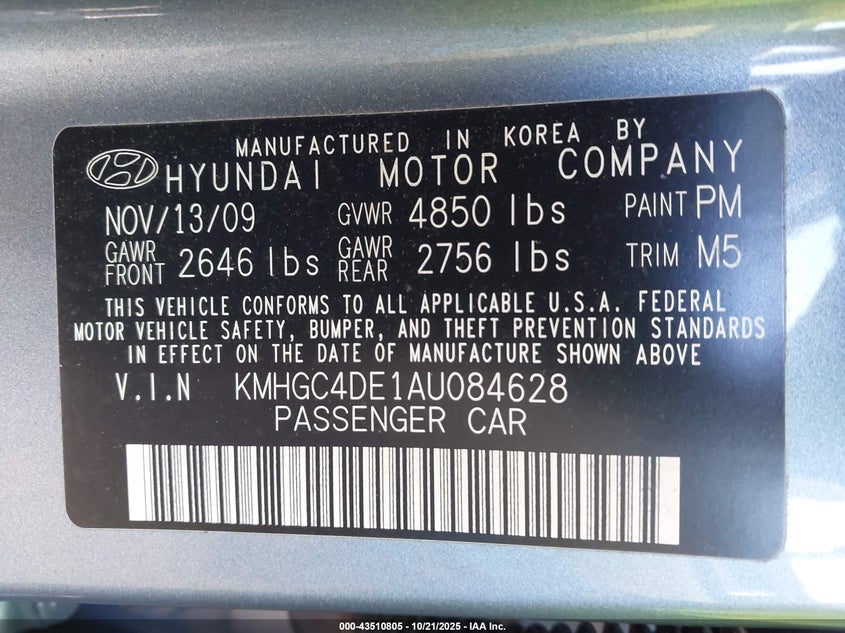 MANUFACTURED IN KOREA BY
HYUNDAI MOTOR COMPANY
NOV/13/09 GVWR 4850 lbs PAINT PM
GAWR FRONT 2646 lbs GAWR REAR 2756 lbs TRIM M5
THIS VEHICLE CONFORMS TO ALL APPLICABLE U.S.A. FEDERAL
MOTOR VEHICLE SAFETY, BUMPER, AND THEFT PREVENTION STANDARDS
IN EFFECT ON THE DATE OF MANUFACTURE SHOWN ABOVE
V.I.N KMHGC4DE1AU084628
PASSENGER CAR
000-43510805 - 10/21/2025 - IAA Inc.